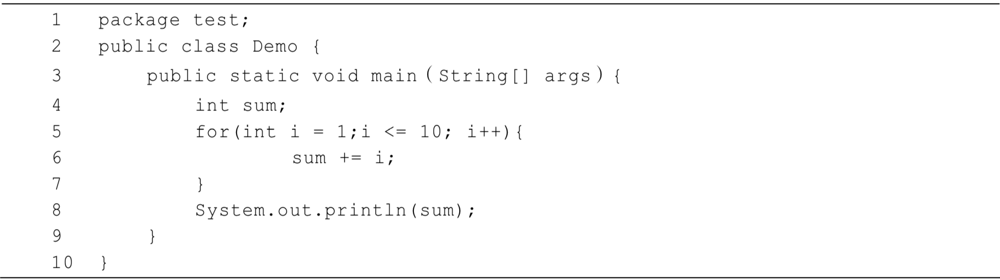 1 package test;
2 public class Demo {
3 public static void main（String[] args）{
4 int sum;
5 for(int i = 1;i <= 10; i++){
6 sum += i;
7 }
8 System.out.println(sum);
9 }
10 }